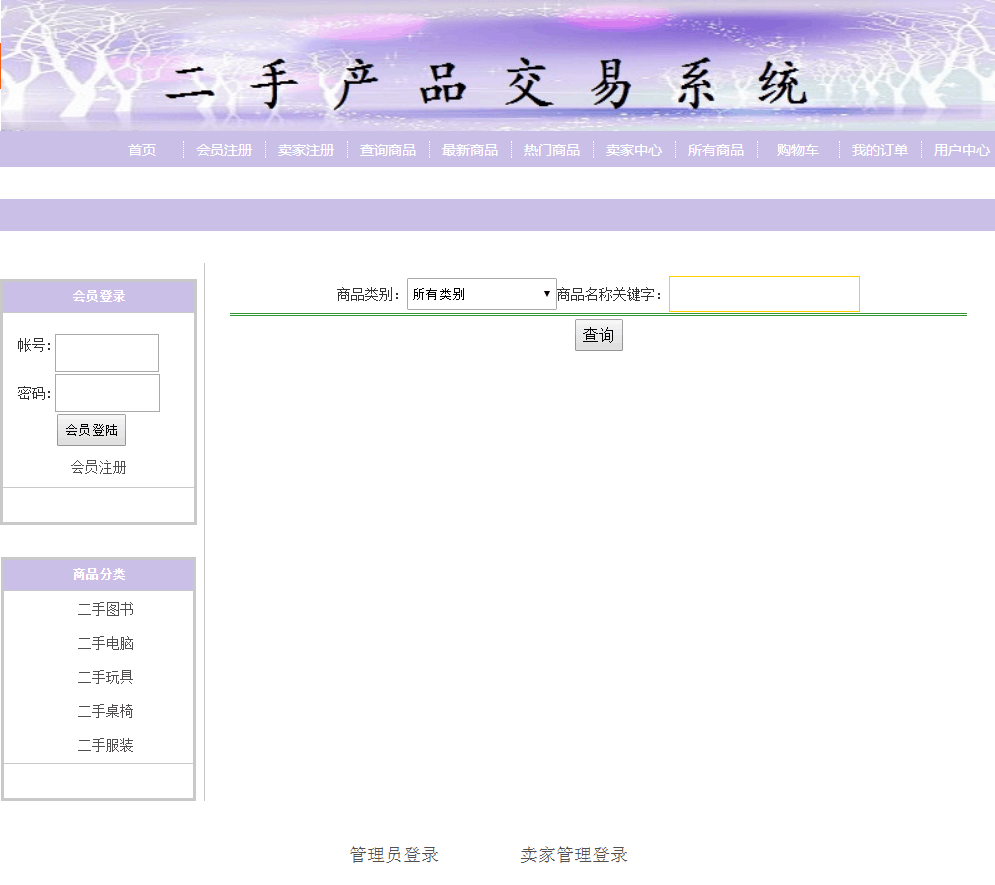 二手产品交易系统
首页 会员注册 卖家注册 查询商品 最新商品 热门商品 卖家中心 所有商品 购物车 我的订单 用户中心
商品类别： 所有类别 商品名称关键字：
查询
会员登录
帐号：
密码：
会员登陆
会员注册
商品分类
二手图书
二手电脑
二手玩具
二手桌椅
二手服装
管理员登录 卖家管理登录